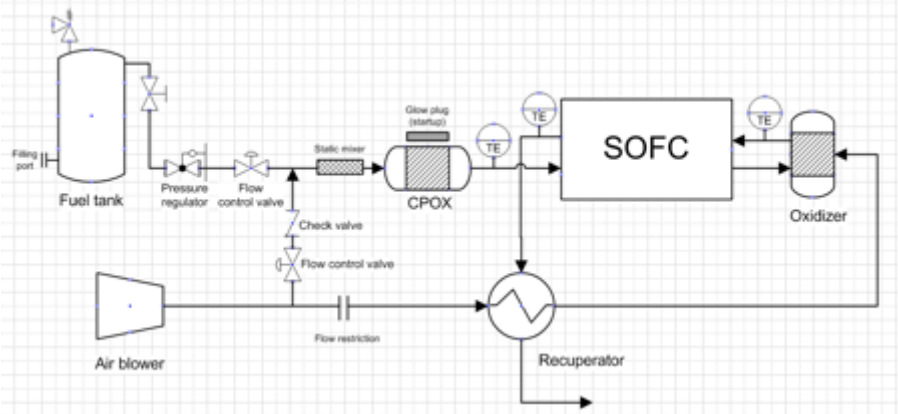 Glow plug
(startup)
TE
TE
TE
SOFC
Static mixer
Filling
port
Fuel tank
Pressure
regulator
Flow
control valve
CPOX
Oxidizer
Check valve
Flow control valve
Air blower
Flow restriction
Recuperator